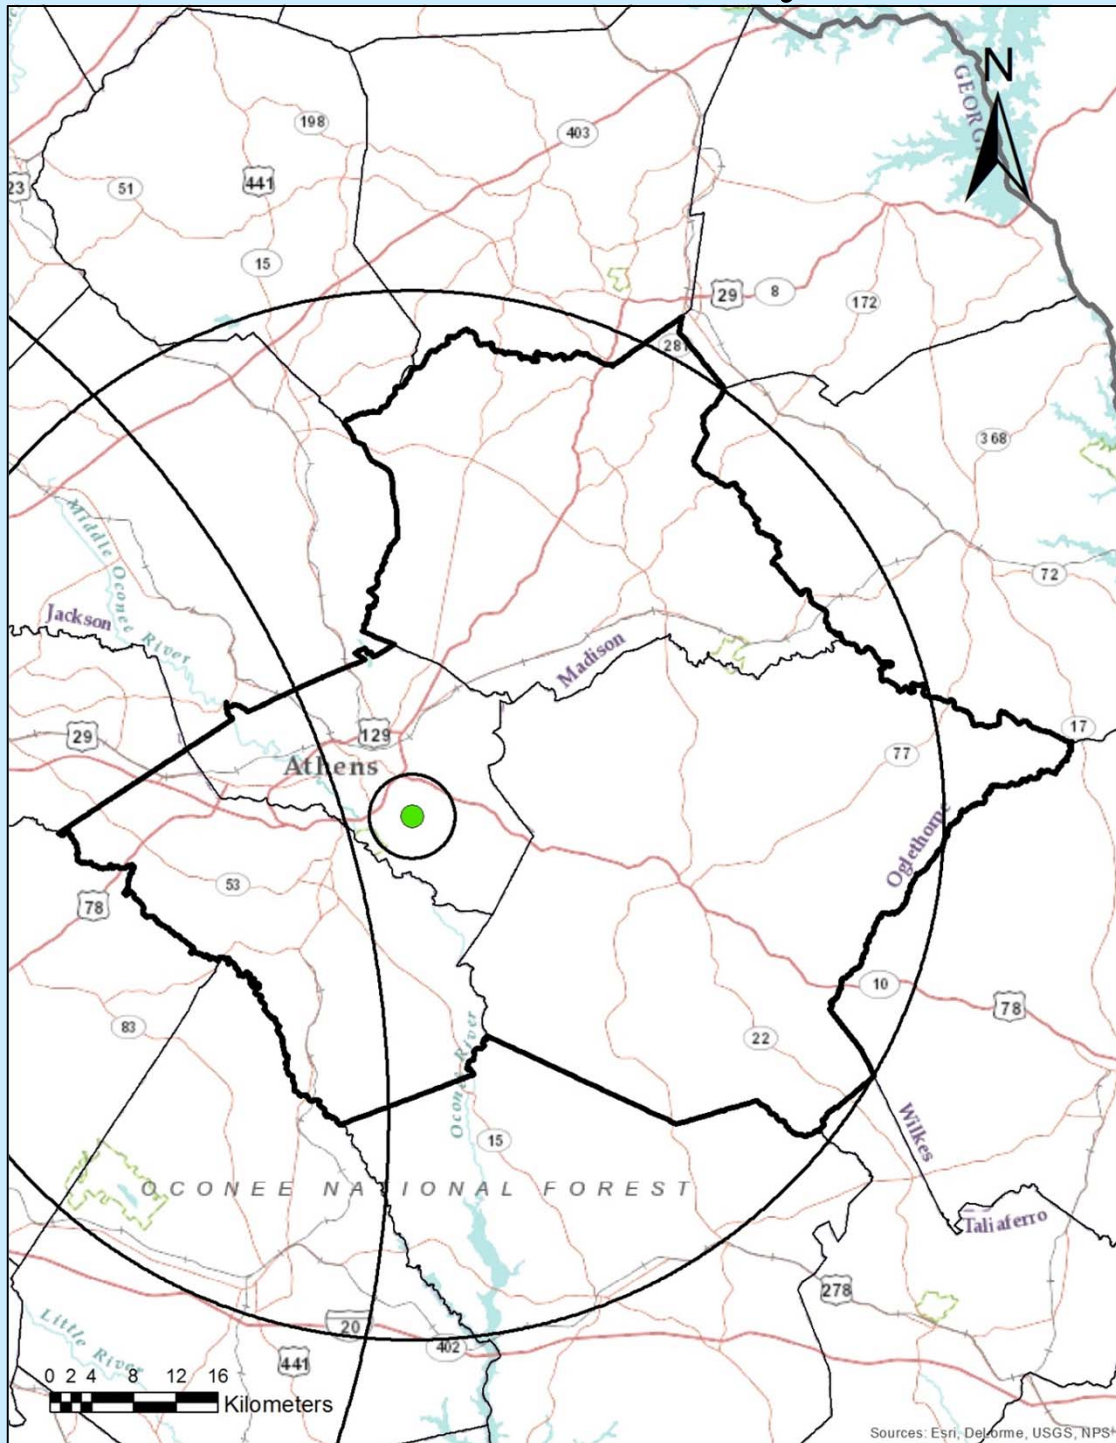 N
GEORG
403
198
23
51
441
15
29
8
172
28
368
Middle Oconee River
72
Jackson
Madison
17
129
29
77
Athens
Oglethorpe
53
78
10
78
83
22
Oconee River
Wilkes
15
OCONEE NATIONAL FOREST
Taliaferro
278
20
402
Little River
441
0 2 4 8 12 16
Kilometers
Sources: Esri, DeLorme, USGS, NPS